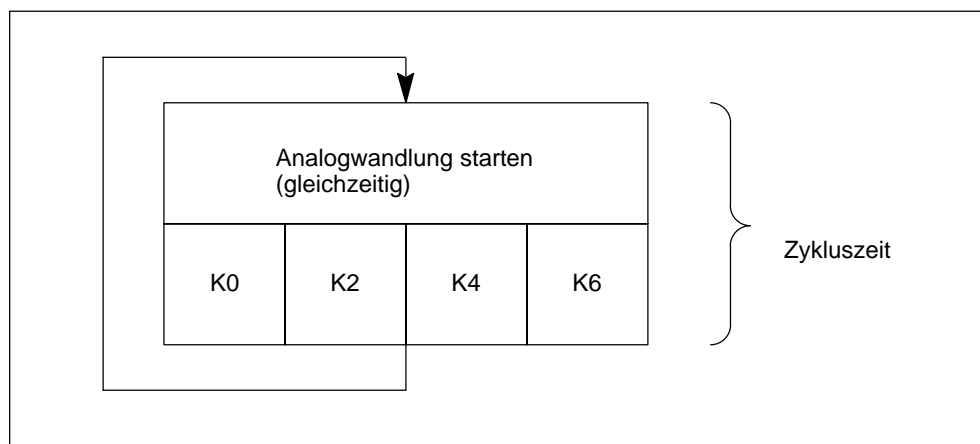 Analogwandlung starten
(gleichzeitig)
K0 K2 K4 K6
Zykluszeit